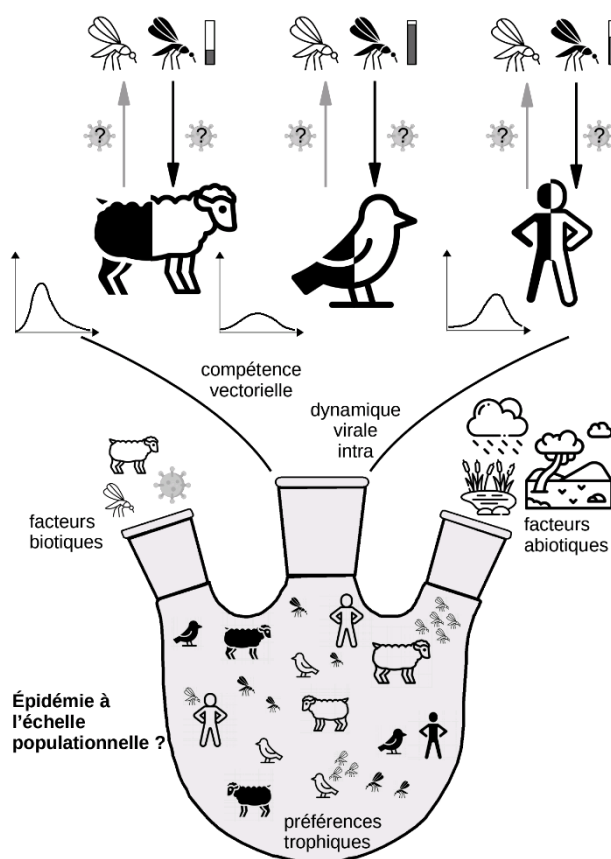 ? ? ? ? ? ?
compétence
vectorielle
dynamique
virale
intra
facteurs
biotiques
facteurs
abiotiques
Épidémie à
l’échelle
populationnelle ?
préférences
trophiques